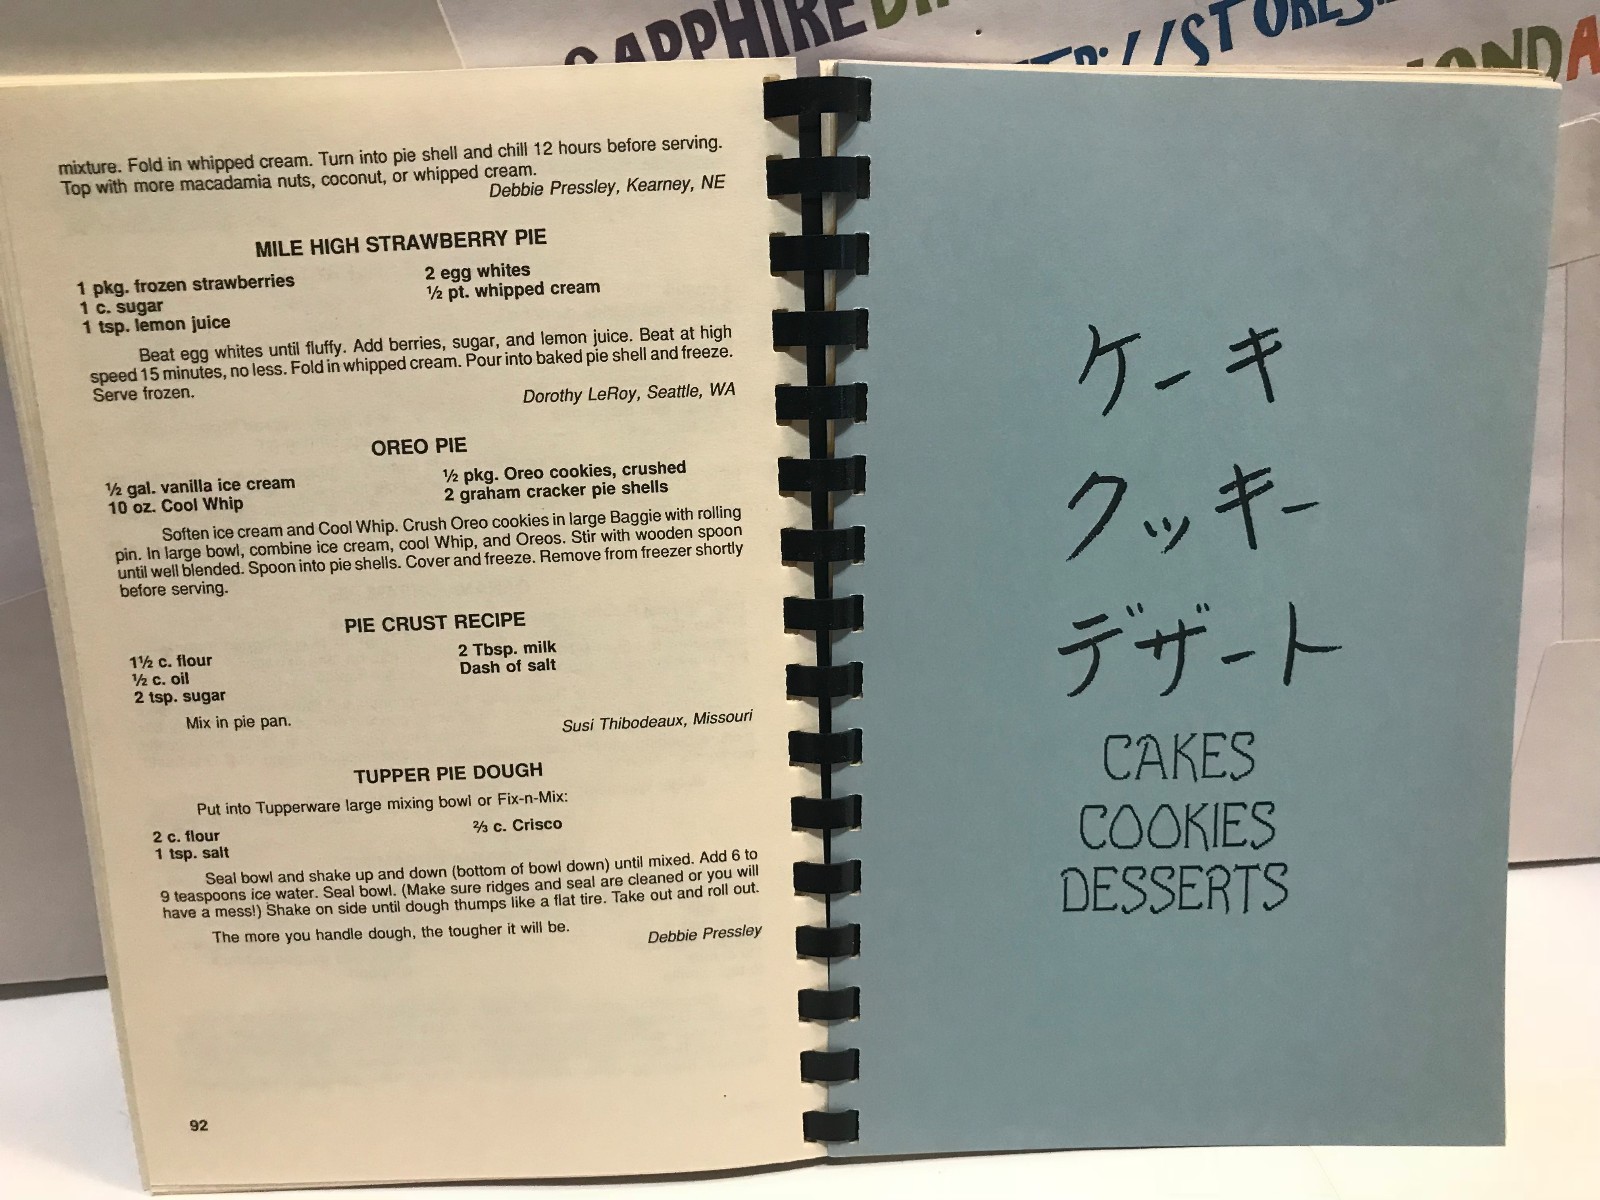 SAPPHIRED
mixture. Fold in whipped cream. Turn into pie shell and chill 12 hours before serving.
Top with more macadamia nuts, coconut, or whipped cream.
Debbie Pressley, Kearney, NE
MILE HIGH STRAWBERRY PIE
1 pkg. frozen strawberries
1 c. sugar
1 tsp. lemon juice
2 egg whites
½ pt. whipped cream
Beat egg whites until fluffy. Add berries, sugar, and lemon juice. Beat at high
speed 15 minutes, no less. Fold in whipped cream. Pour into baked pie shell and freeze.
Serve frozen.
Dorothy LeRoy, Seattle, WA
OREO PIE
½ gal. vanilla ice cream
10 oz. Cool Whip
½ pkg. Oreo cookies, crushed
2 graham cracker pie shells
Soften ice cream and Cool Whip. Crush Oreo cookies in large Baggie with rolling
pin. In large bowl, combine ice cream, cool Whip, and Oreos. Stir with wooden spoon
until well blended. Spoon into pie shells. Cover and freeze. Remove from freezer shortly
before serving.
PIE CRUST RECIPE
1½ c. flour
½ c. oil
2 tsp. sugar
2 Tbsp. milk
Dash of salt
Mix in pie pan.
Susi Thibodeaux, Missouri
TUPPER PIE DOUGH
Put into Tupperware large mixing bowl or Fix-n-Mix:
2 c. flour
1 tsp. salt
⅔ c. Crisco
Seal bowl and shake up and down (bottom of bowl down) until mixed. Add 6 to
9 teaspoons ice water. Seal bowl. (Make sure ridges and seal are cleaned or you will
have a mess!) Shake on side until dough thumps like a flat tire. Take out and roll out.
The more you handle dough, the tougher it will be.
Debbie Pressley
92
ケーキ
クッキー
デザート
CAKES
COOKIES
DESSERTS